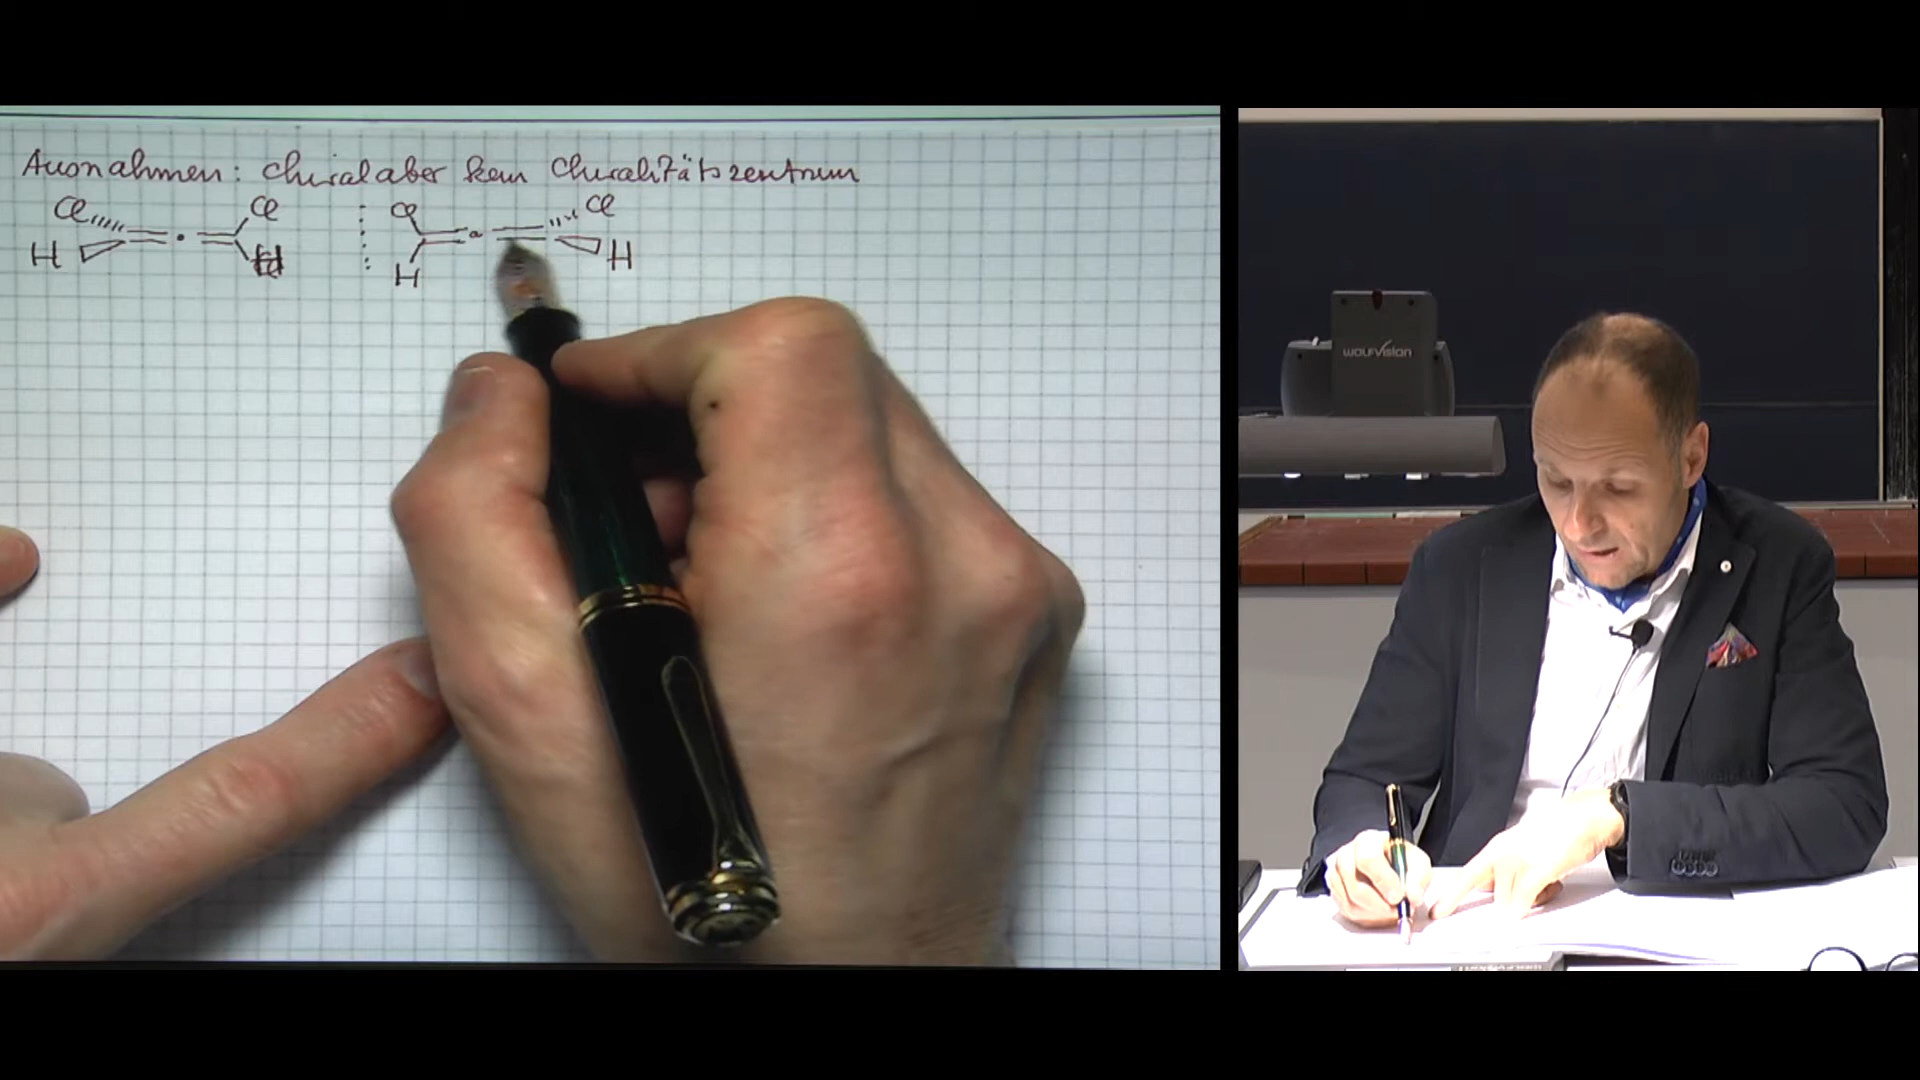 Ausnahmen: chiral aber kein Chiralitätszentrum
Cl Cl Cl Cl
H H H H
WOLFVISION